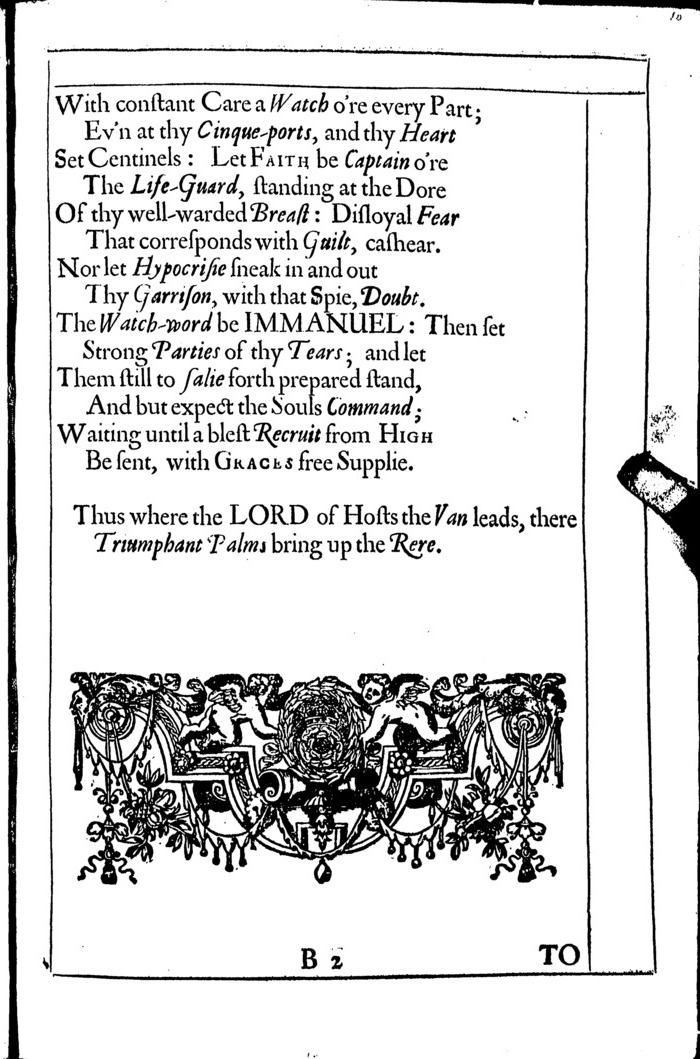 10
With conſtant Care a Watch o're every Part;
Ev'n at thy Cinque-ports, and thy Heart
Set Centinels: Let FAITH be Captain o're
The Life-Guard, ſtanding at the Dore
Of thy well-warded Breaſt: Diſloyal Fear
That correſponds with Guilt, caſhear.
Nor let Hypocriſie ſneak in and out
Thy Garriſon, with that Spie, Doubt.
The Watch-word be IMMANUEL: Then ſet
Strong Parties of thy Tears; and let
Them ſtill to ſalie forth prepared ſtand,
And but expect the Souls Command;
Waiting until a bleſt Recruit from HIGH
Be ſent, with GRACES free Supplie.
Thus where the LORD of Hoſts the Van leads, there
Triumphant Palms bring up the Rere.
B 2
TO